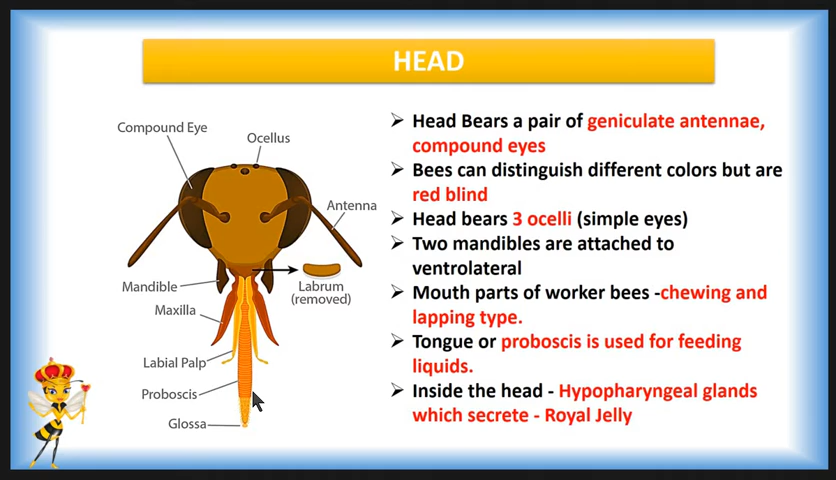 HEAD
Compound Eye
Ocellus
Antenna
Mandible
Labrum
(removed)
Maxilla
Labial Palp
Proboscis
Glossa
➢ Head Bears a pair of geniculate antennae,
compound eyes
➢ Bees can distinguish different colors but are
red blind
➢ Head bears 3 ocelli (simple eyes)
➢ Two mandibles are attached to
ventrolateral
➢ Mouth parts of worker bees -chewing and
lapping type.
➢ Tongue or proboscis is used for feeding
liquids.
➢ Inside the head - Hypopharyngeal glands
which secrete - Royal Jelly